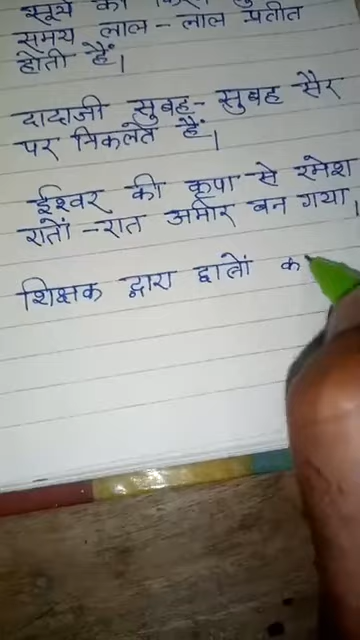 समय लाल - लाल प्रतीत
होती हैं।
दादाजी सुबह - सुबह सैर
पर निकलते हैं।
ईश्वर की कृपा से रमेश
रातों - रात अमीर बन गया।
शिक्षक द्वारा छात्रों क